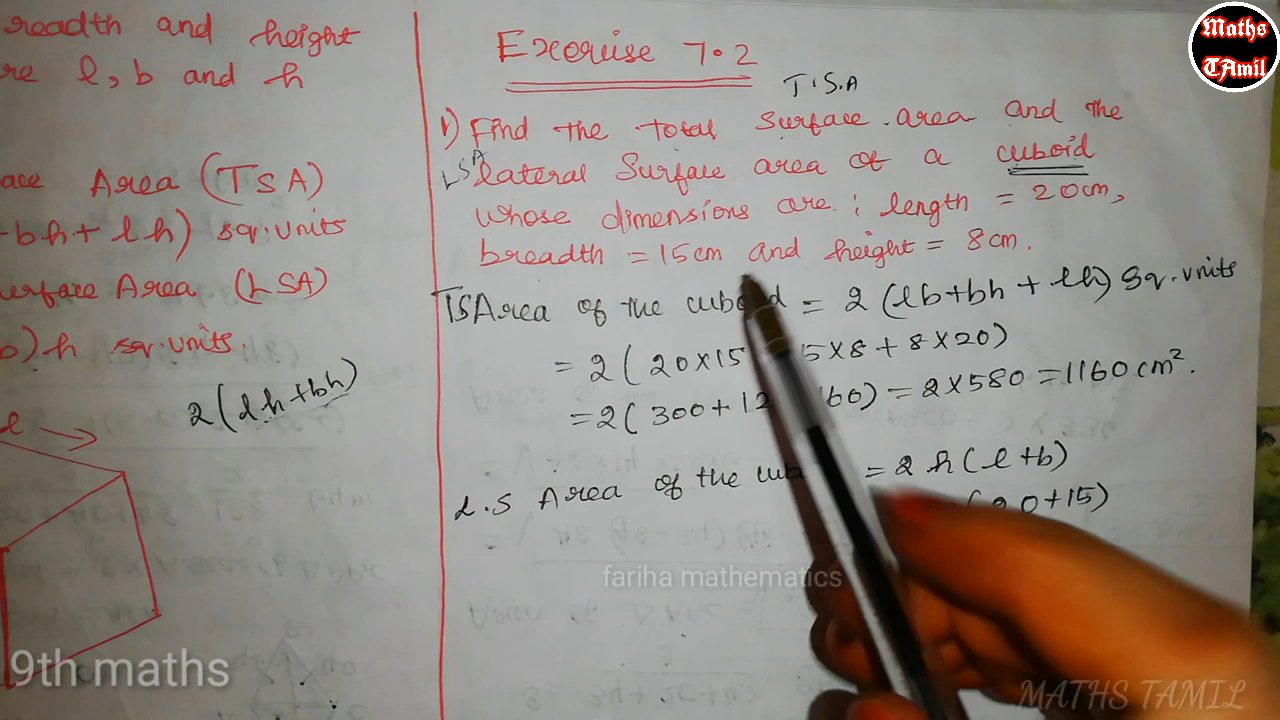 readth and height
re l, b and h
ace Area (TSA)
bh + lh) sq. units
urface Area (LSA)
b) h sq. units.
2(lh+bh)
l
Exercise 7.2
T.S.A
1) Find the total surface area and the
LSA
lateral Surface area of a cuboid
whose dimensions are : length = 20cm,
breadth = 15cm and height = 8cm.
TSArea of the cuboid = 2 (lb+bh + lh) Sq. units
= 2 ( 20×15 5×8 + 8×20)
= 2( 300+ 12 160) = 2×580 = 1160 cm².
L.S Area of the cub = 2 h (l +b)
(20+15)
=
Maths
TAmil
fariha mathematics
9th maths
MATHS TAMIL